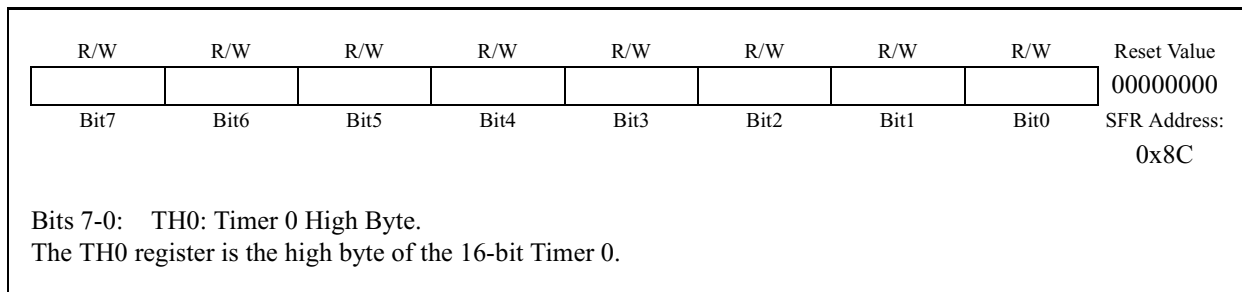 R/W R/W R/W R/W R/W R/W R/W R/W Reset Value
00000000
Bit7 Bit6 Bit5 Bit4 Bit3 Bit2 Bit1 Bit0 SFR Address:
0x8C
Bits 7-0: TH0: Timer 0 High Byte.
The TH0 register is the high byte of the 16-bit Timer 0.